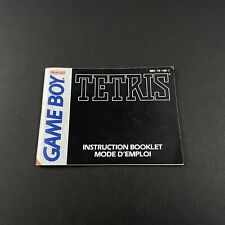 GAME BOY
TETRIS
INSTRUCTION BOOKLET
MODE D'EMPLOI